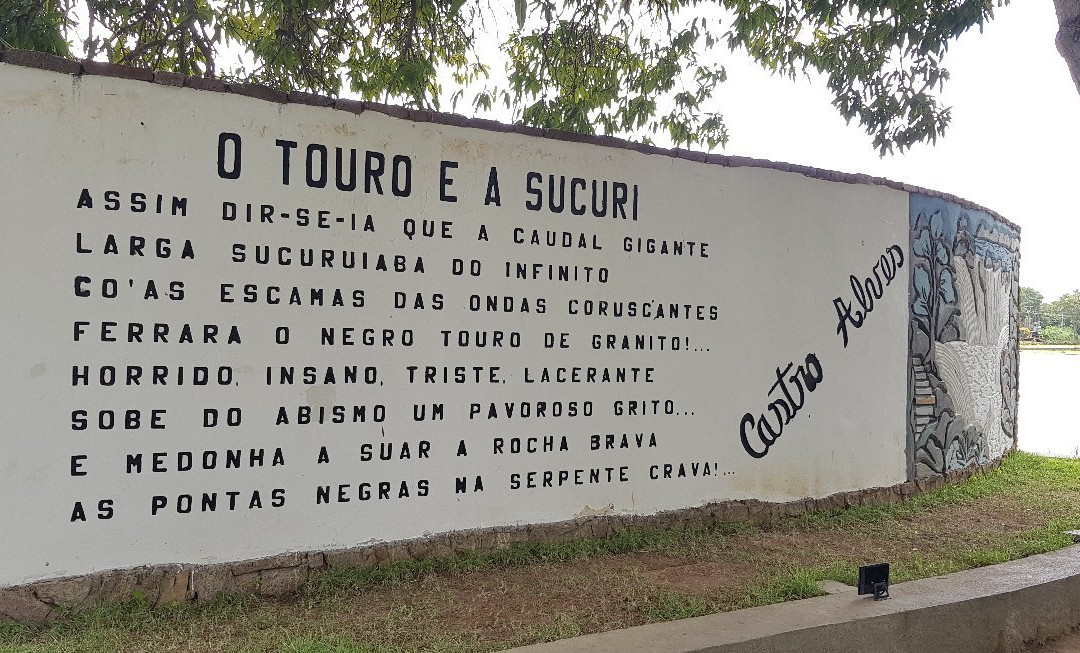 O TOURO E A SUCURI
ASSIM DIR-SE-IA QUE A CAUDAL GIGANTE
LARGA SUCURUIABA DO INFINITO
CO'AS ESCAMAS DAS ONDAS CORUSCANTES
FERRARA O NEGRO TOURO DE GRANITO!...
HORRIDO, INSANO, TRISTE, LACERANTE
SOBE DO ABISMO UM PAVOROSO GRITO...
E MEDONHA A SUAR A ROCHA BRAVA
AS PONTAS NEGRAS NA SERPENTE CRAVA!...
Castro Alves